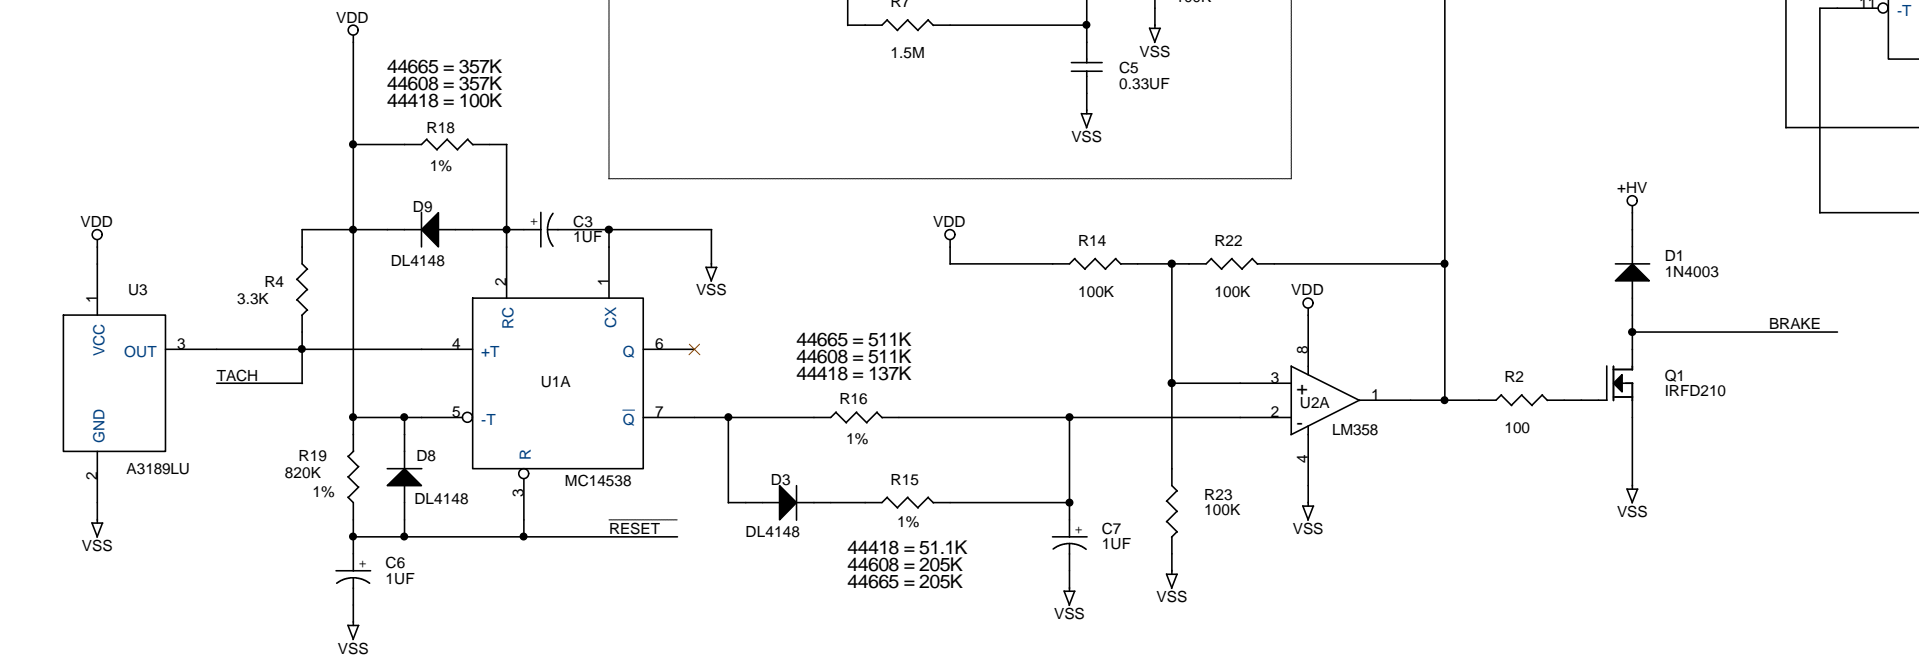 VDD
44665 = 357K
44608 = 357K
44418 = 100K
R18
1%
R7
1.5M
VSS
C5
0.33UF
VSS
11
-T
+HV
D1
1N4003
BRAKE
Q1
IRFD210
VSS
VDD
D9
DL4148
C3
1UF
VSS
R4
3.3K
VDD
U3
1
VCC
OUT
3
GND
2
A3189LU
VSS
TACH
2
1
RC
CX
4
+T
Q
6
U1A
5
-T
Q
7
R
3
MC14538
R19
820K
1%
D8
DL4148
RESET
C6
1UF
VSS
44665 = 511K
44608 = 511K
44418 = 137K
R16
1%
D3
DL4148
R15
1%
44418 = 51.1K
44608 = 205K
44665 = 205K
C7
1UF
VSS
VDD
R14
100K
R22
100K
VDD
8
3
+
U2A
1
2
-
LM358
4
VSS
R23
100K
VSS
R2
100